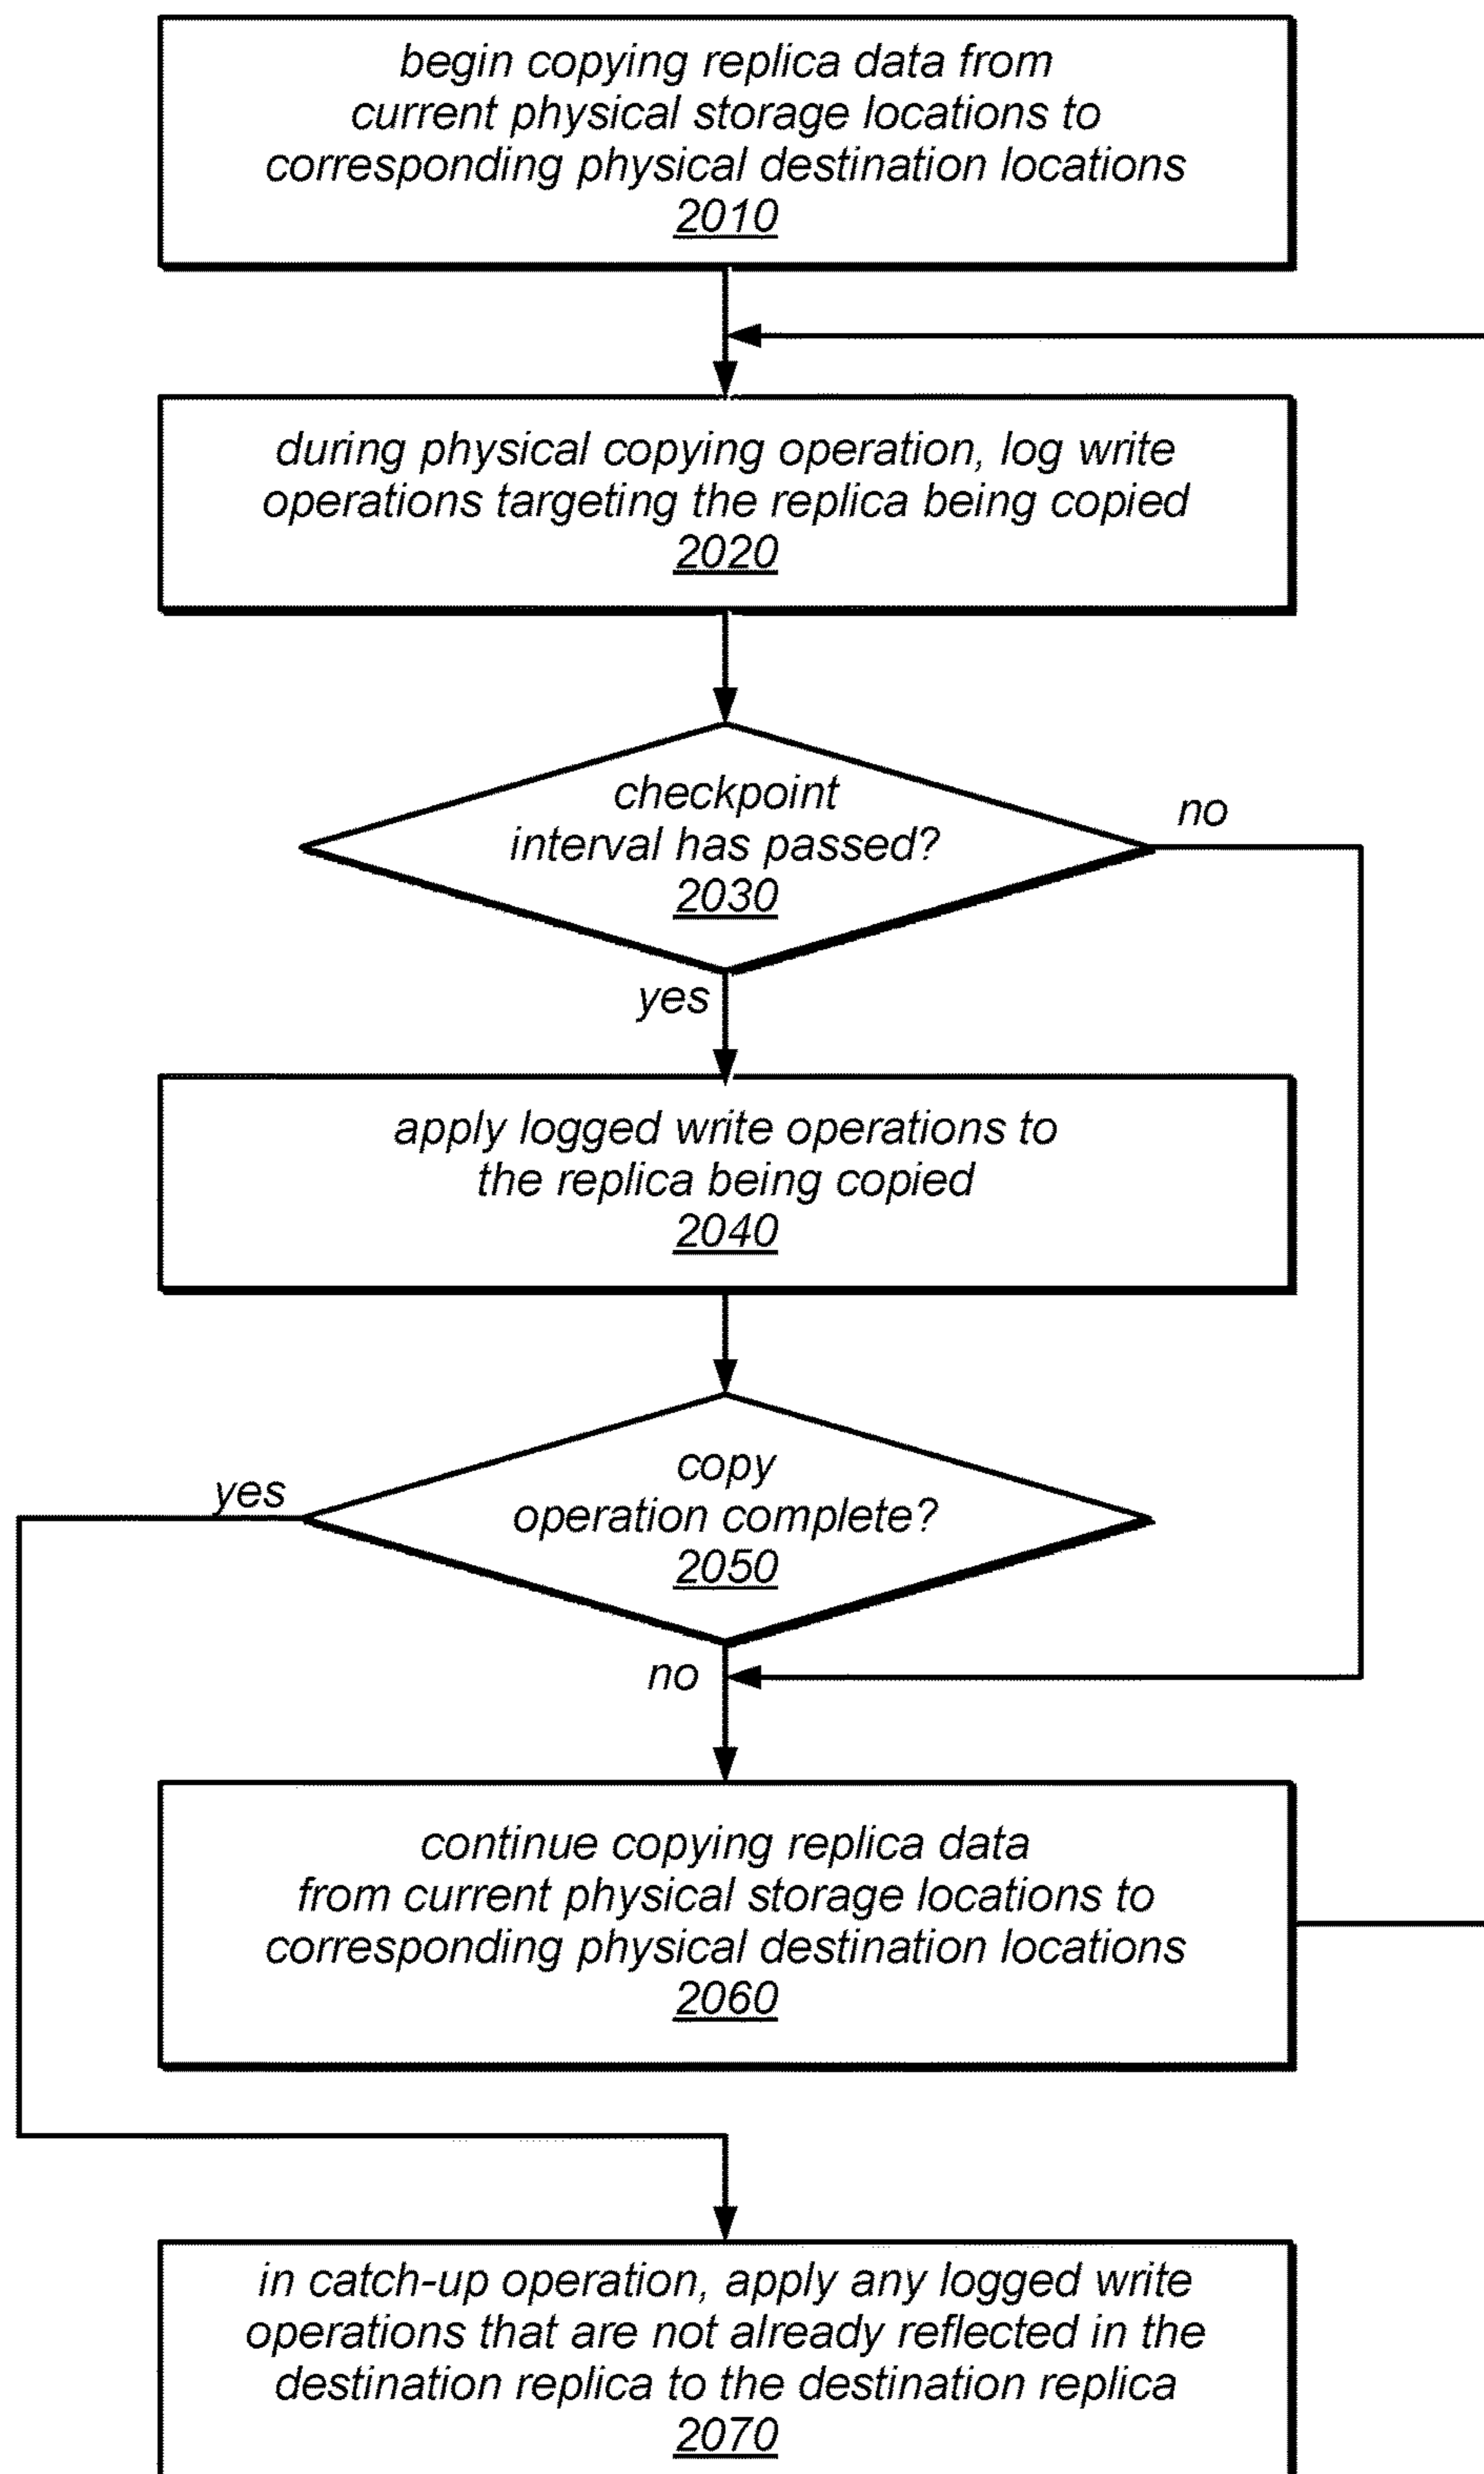 begin copying replica data from
current physical storage locations to
corresponding physical destination locations
2010
during physical copying operation, log write
operations targeting the replica being copied
2020
checkpoint
interval has passed?
2030
no
yes
apply logged write operations to
the replica being copied
2040
copy
operation complete?
2050
yes
no
continue copying replica data
from current physical storage locations to
corresponding physical destination locations
2060
in catch-up operation, apply any logged write
operations that are not already reflected in the
destination replica to the destination replica
2070